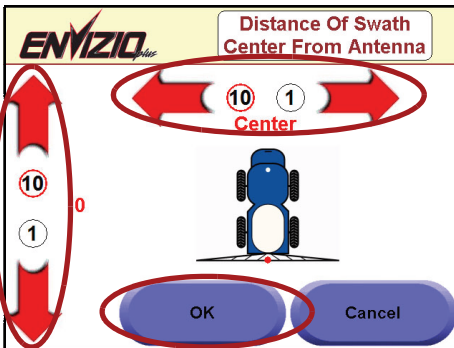 ENVIZIO plus
Distance Of Swath
Center From Antenna
10 1
Center
10
0
1
OK Cancel